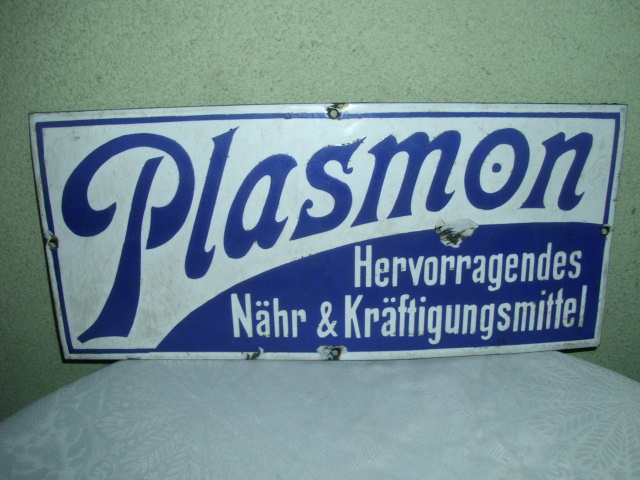 Plasmon
Hervorragendes
Nähr & Kräftigungsmittel